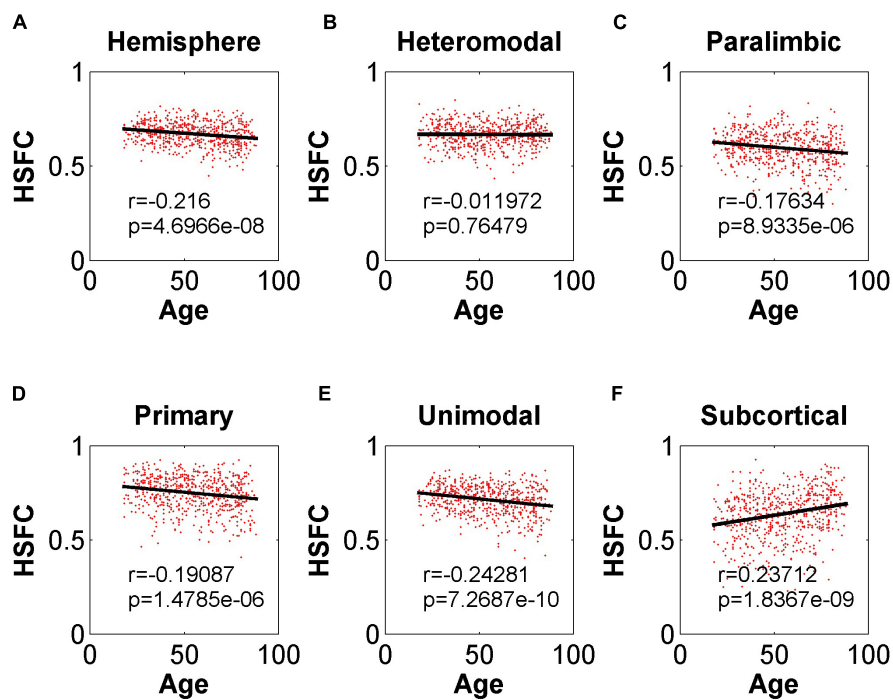 A
Hemisphere
1
0.5
0
HSFC
r=-0.216
p=4.6966e-08
0 50 100
Age
B
Heteromodal
1
0.5
0
HSFC
r=-0.011972
p=0.76479
0 50 100
Age
C
Paralimbic
1
0.5
0
HSFC
r=-0.17634
p=8.9335e-06
0 50 100
Age
D
Primary
1
0.5
0
HSFC
r=-0.19087
p=1.4785e-06
0 50 100
Age
E
Unimodal
1
0.5
0
HSFC
r=-0.24281
p=7.2687e-10
0 50 100
Age
F
Subcortical
1
0.5
0
HSFC
r=0.23712
p=1.8367e-09
0 50 100
Age